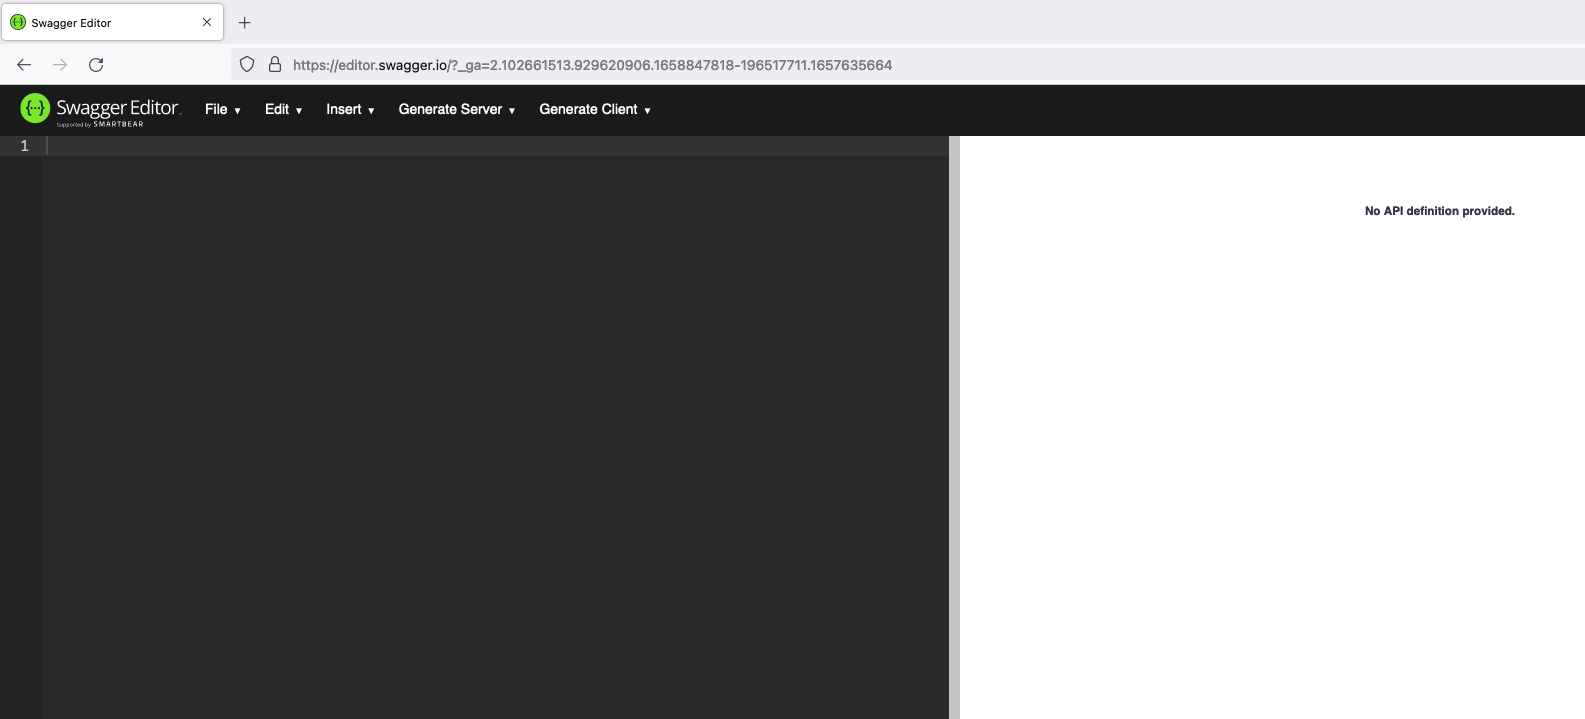 Swagger Editor
https://editor.swagger.io/?_ga=2.102661513.929620906.1658847818-196517711.1657635664
{···} Swagger Editor File Edit Insert Generate Server Generate Client
Supported by SMARTBEAR
1
No API definition provided.